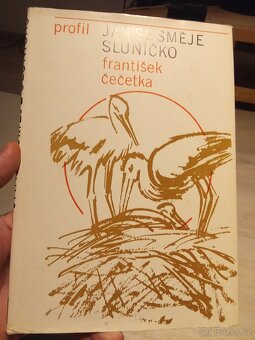 profil
JAK SE SMĚJE
SLUNÍČKO
františek
čečetka